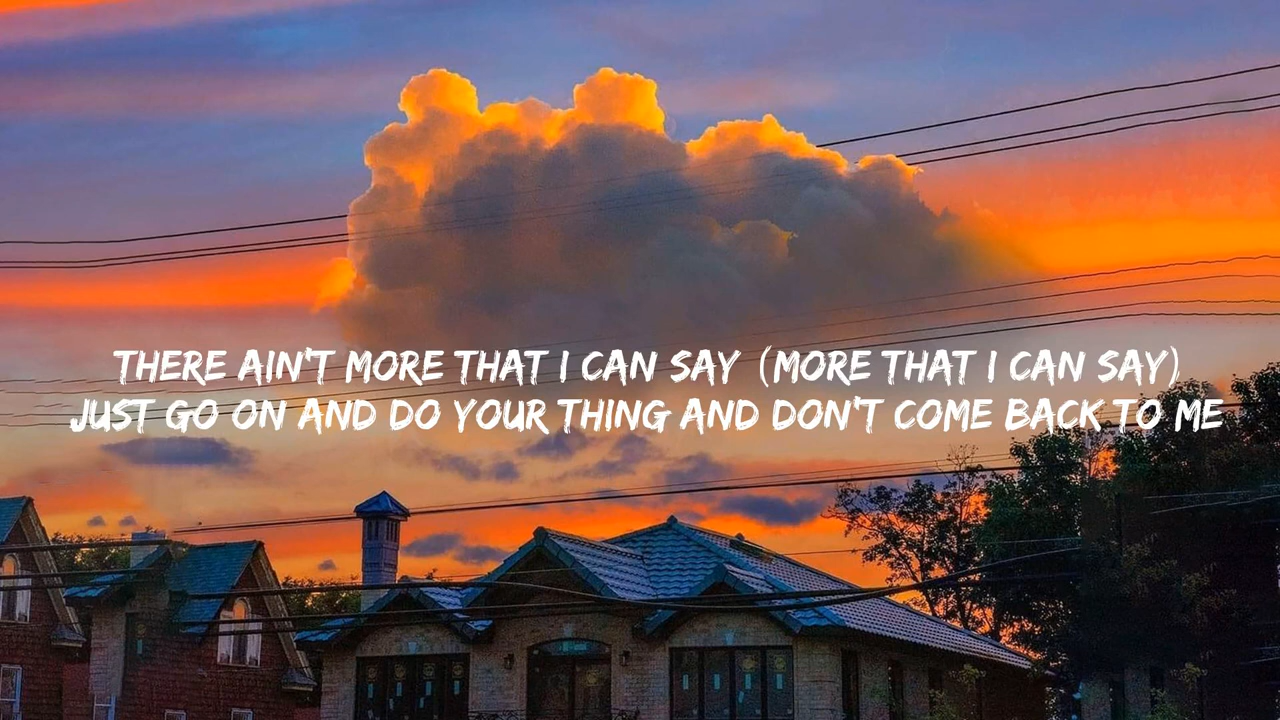 THERE AIN'T MORE THAT I CAN SAY (MORE THAT I CAN SAY)
JUST GO ON AND DO YOUR THING AND DON'T COME BACK TO ME